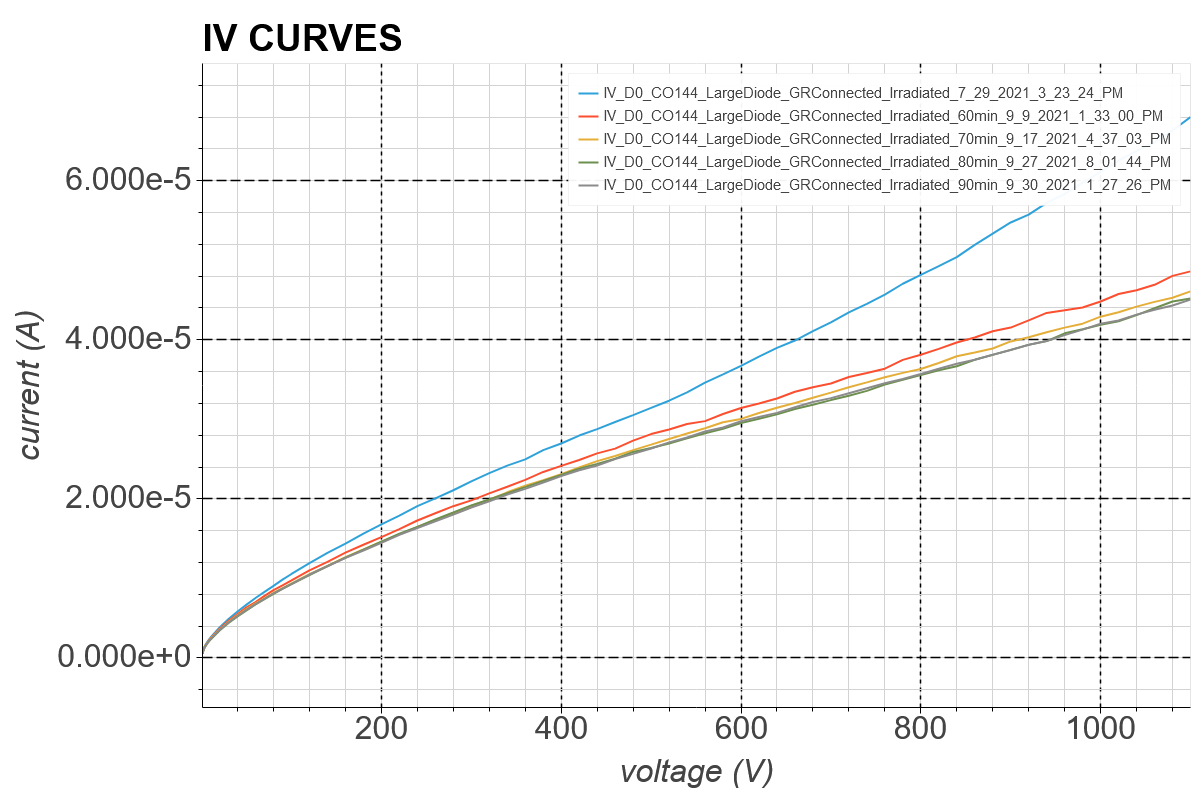 IV CURVES
IV_D0_CO144_LargeDiode_GRConnected_Irradiated_7_29_2021_3_23_24_PM
IV_D0_CO144_LargeDiode_GRConnected_Irradiated_60min_9_9_2021_1_33_00_PM
IV_D0_CO144_LargeDiode_GRConnected_Irradiated_70min_9_17_2021_4_37_03_PM
IV_D0_CO144_LargeDiode_GRConnected_Irradiated_80min_9_27_2021_8_01_44_PM
IV_D0_CO144_LargeDiode_GRConnected_Irradiated_90min_9_30_2021_1_27_26_PM
6.000e-5
4.000e-5
2.000e-5
0.000e+0
current (A)
200 400 600 800 1000
voltage (V)